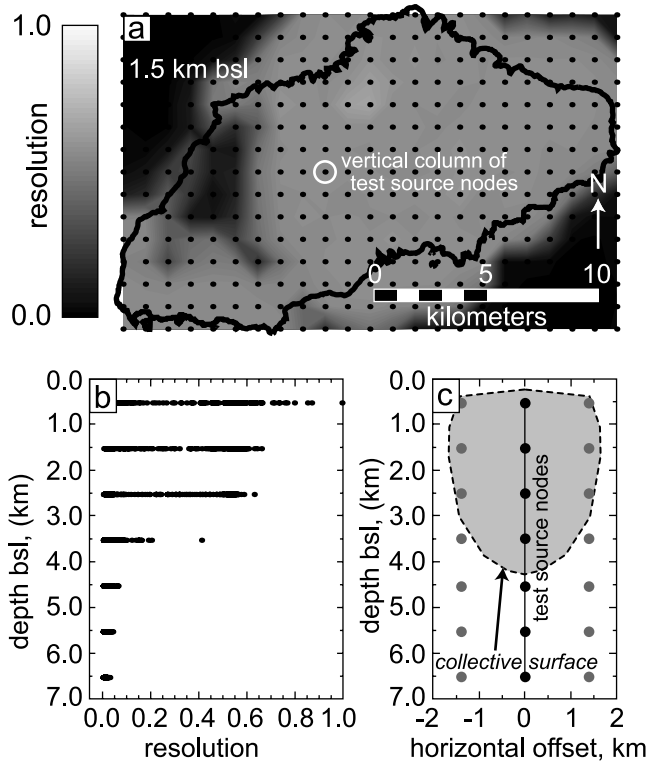 1.0
a
1.5 km bsl
resolution
vertical column of
test source nodes
N
0 5 10
kilometers
0.0
b
0.0
1.0
2.0
3.0
4.0
5.0
6.0
7.0
depth bsl, (km)
0.0 0.2 0.4 0.6 0.8 1.0
resolution
c
0.0
1.0
2.0
3.0
4.0
5.0
6.0
7.0
depth bsl, (km)
test source nodes
collective surface
-2 -1 0 1 2
horizontal offset, km